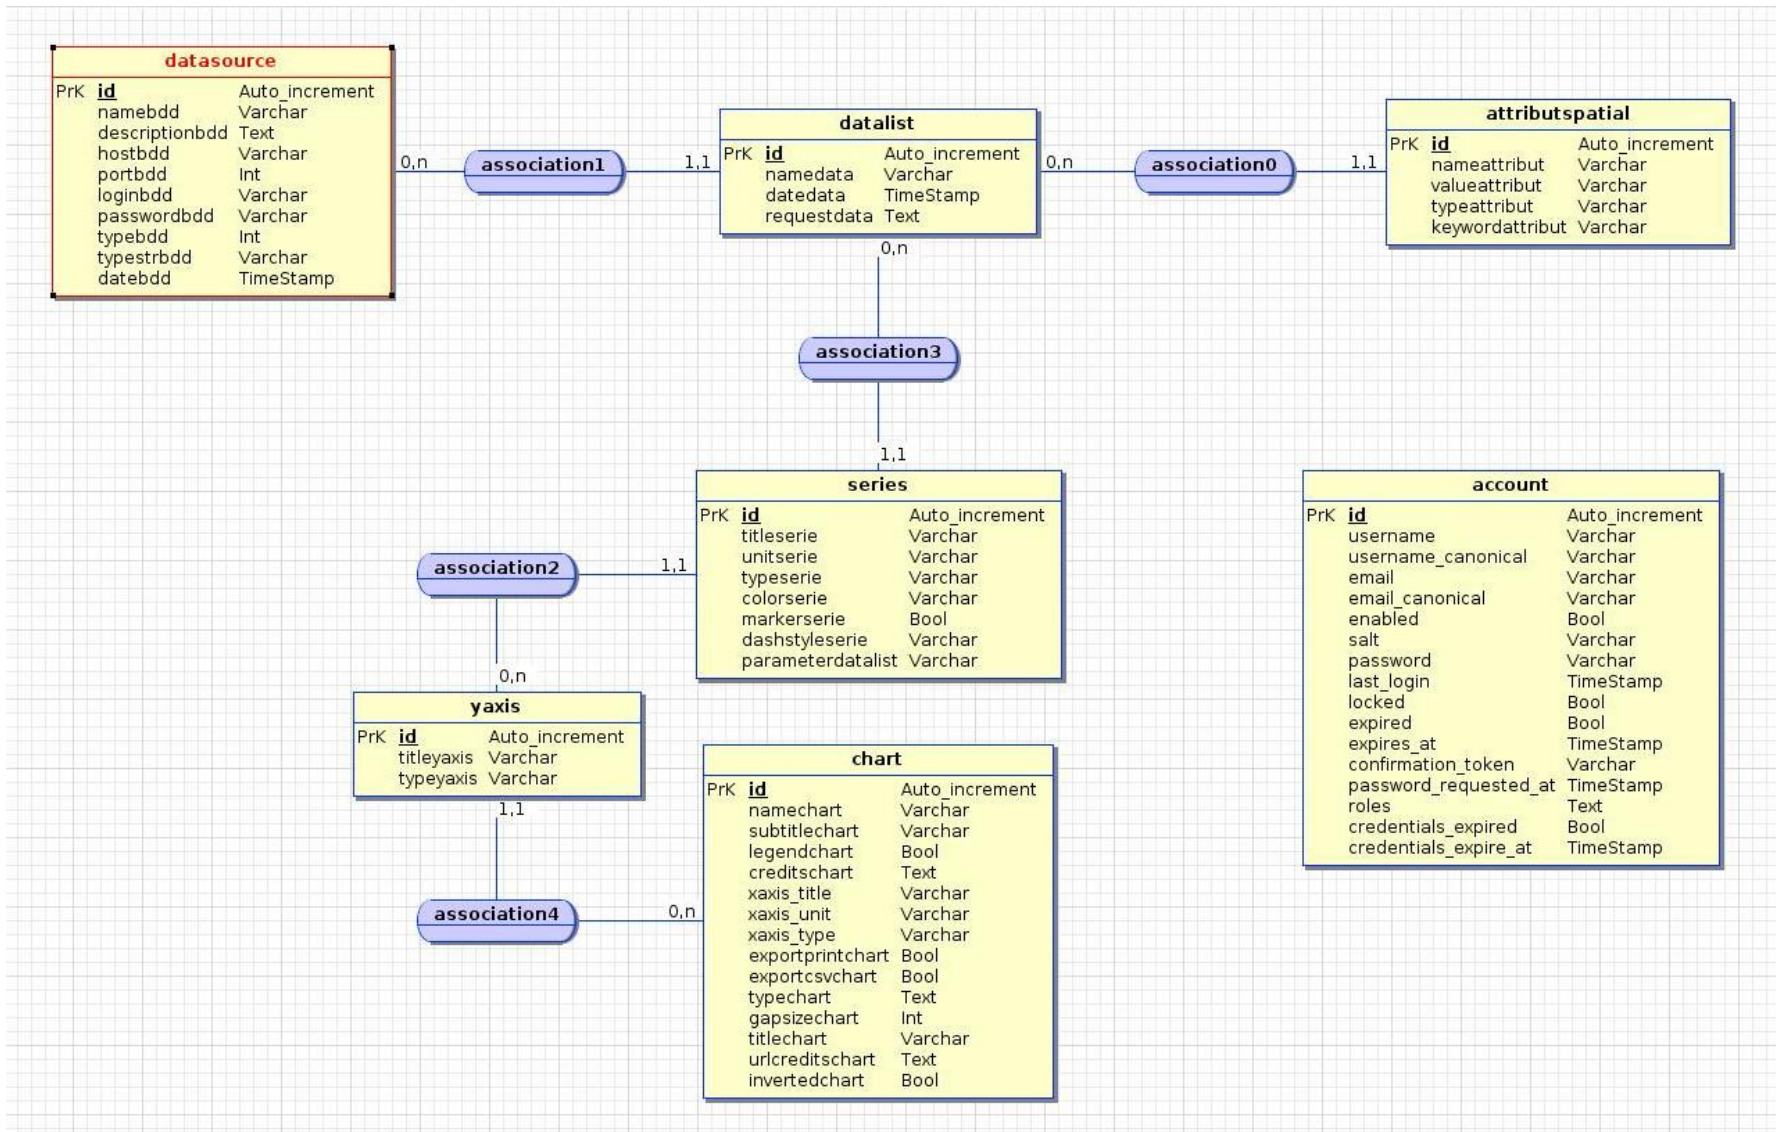 datasource
PrK id Auto_increment
namebdd Varchar
descriptionbdd Text
hostbdd Varchar
portbdd Int
loginbdd Varchar
passwordbdd Varchar
typebdd Int
typestrbdd Varchar
datebdd TimeStamp
0,n
association1
1,1
datalist
PrK id Auto_increment
namedata Varchar
datedata TimeStamp
requestdata Text
0,n
association0
1,1
attributspatial
PrK id Auto_increment
nameattribut Varchar
valueattribut Varchar
typeattribut Varchar
keywordattribut Varchar
0,n
association3
1,1
series
PrK id Auto_increment
titleserie Varchar
unitserie Varchar
typeserie Varchar
colorserie Varchar
markerserie Bool
dashstyleserie Varchar
parameterdatalist Varchar
association2
1,1
0,n
yaxis
PrK id Auto_increment
titleyaxis Varchar
typeyaxis Varchar
1,1
association4
0,n
chart
PrK id Auto_increment
namechart Varchar
subtitlechart Varchar
legendchart Bool
creditschart Text
xaxis_title Varchar
xaxis_unit Varchar
xaxis_type Varchar
exportprintchart Bool
exportcsvchart Bool
typechart Text
gapsizechart Int
titlechart Varchar
urlcreditschart Text
invertedchart Bool
account
PrK id Auto_increment
username Varchar
username_canonical Varchar
email Varchar
email_canonical Varchar
enabled Bool
salt Varchar
password Varchar
last_login TimeStamp
locked Bool
expired Bool
expires_at TimeStamp
confirmation_token Varchar
password_requested_at TimeStamp
roles Text
credentials_expired Bool
credentials_expire_at TimeStamp